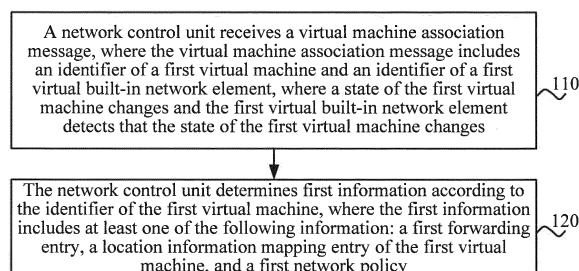 A network control unit receives a virtual machine association
message, where the virtual machine association message includes
an identifier of a first virtual machine and an identifier of a first
virtual built-in network element, where a state of the first virtual
machine changes and the first virtual built-in network element
detects that the state of the first virtual machine changes
110
The network control unit determines first information according to
the identifier of the first virtual machine, where the first information
includes at least one of the following information: a first forwarding
entry, a location information mapping entry of the first virtual
machine, and a first network policy
120